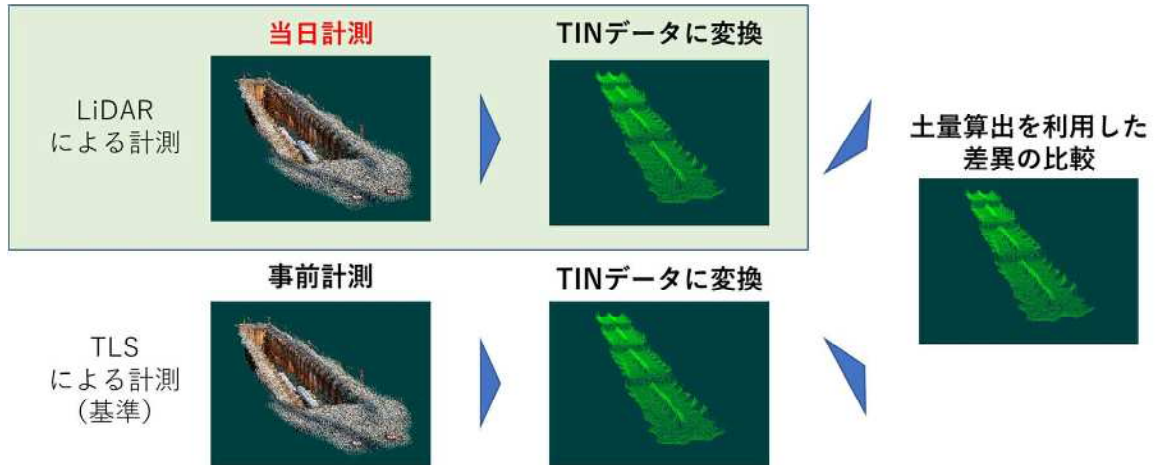 当日計測
TINデータに変換
LiDAR
による計測
土量算出を利用した
差異の比較
事前計測
TINデータに変換
TLS
による計測
（基準）